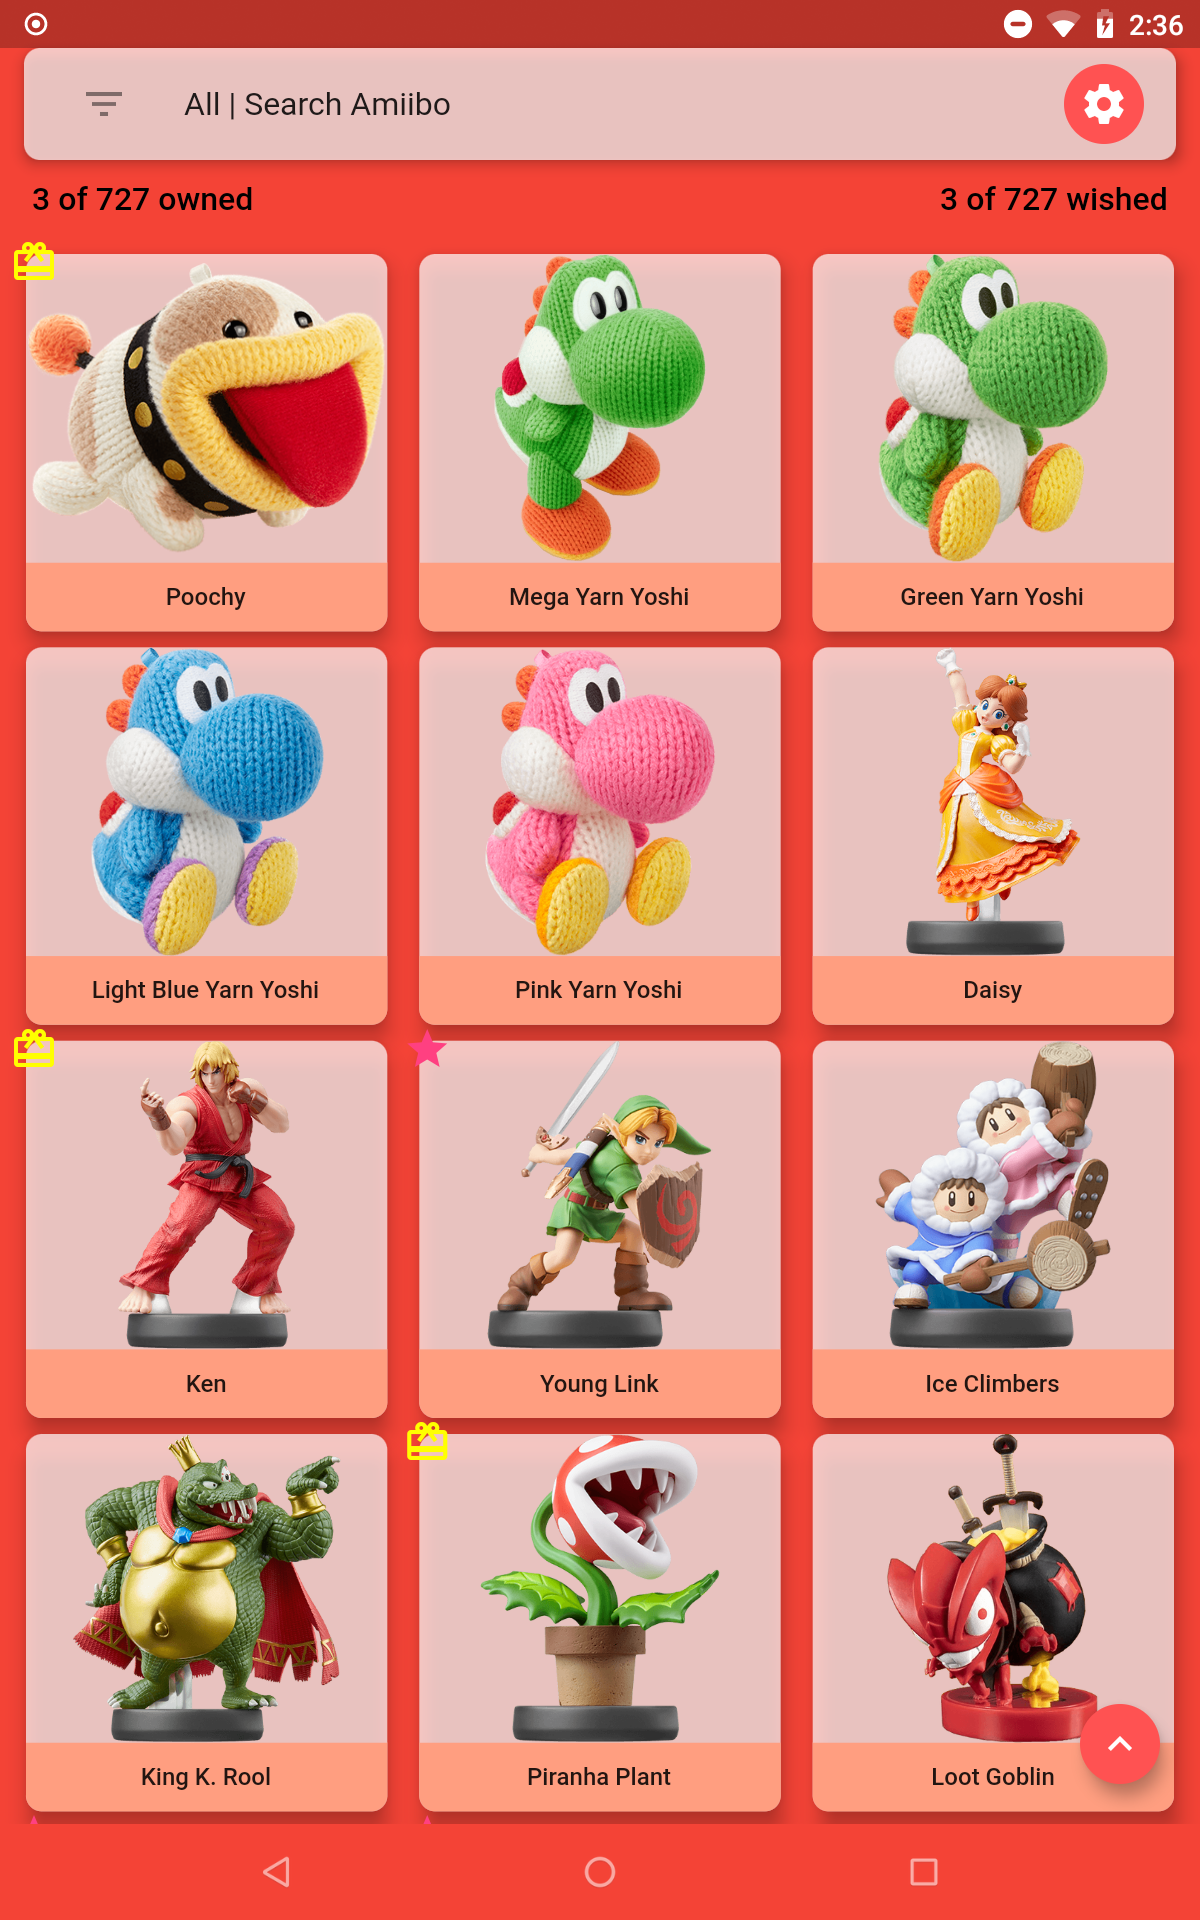 2:36
All | Search Amiibo
3 of 727 owned
3 of 727 wished
Poochy
Mega Yarn Yoshi
Green Yarn Yoshi
Light Blue Yarn Yoshi
Pink Yarn Yoshi
Daisy
Ken
Young Link
Ice Climbers
King K. Rool
Piranha Plant
Loot Goblin